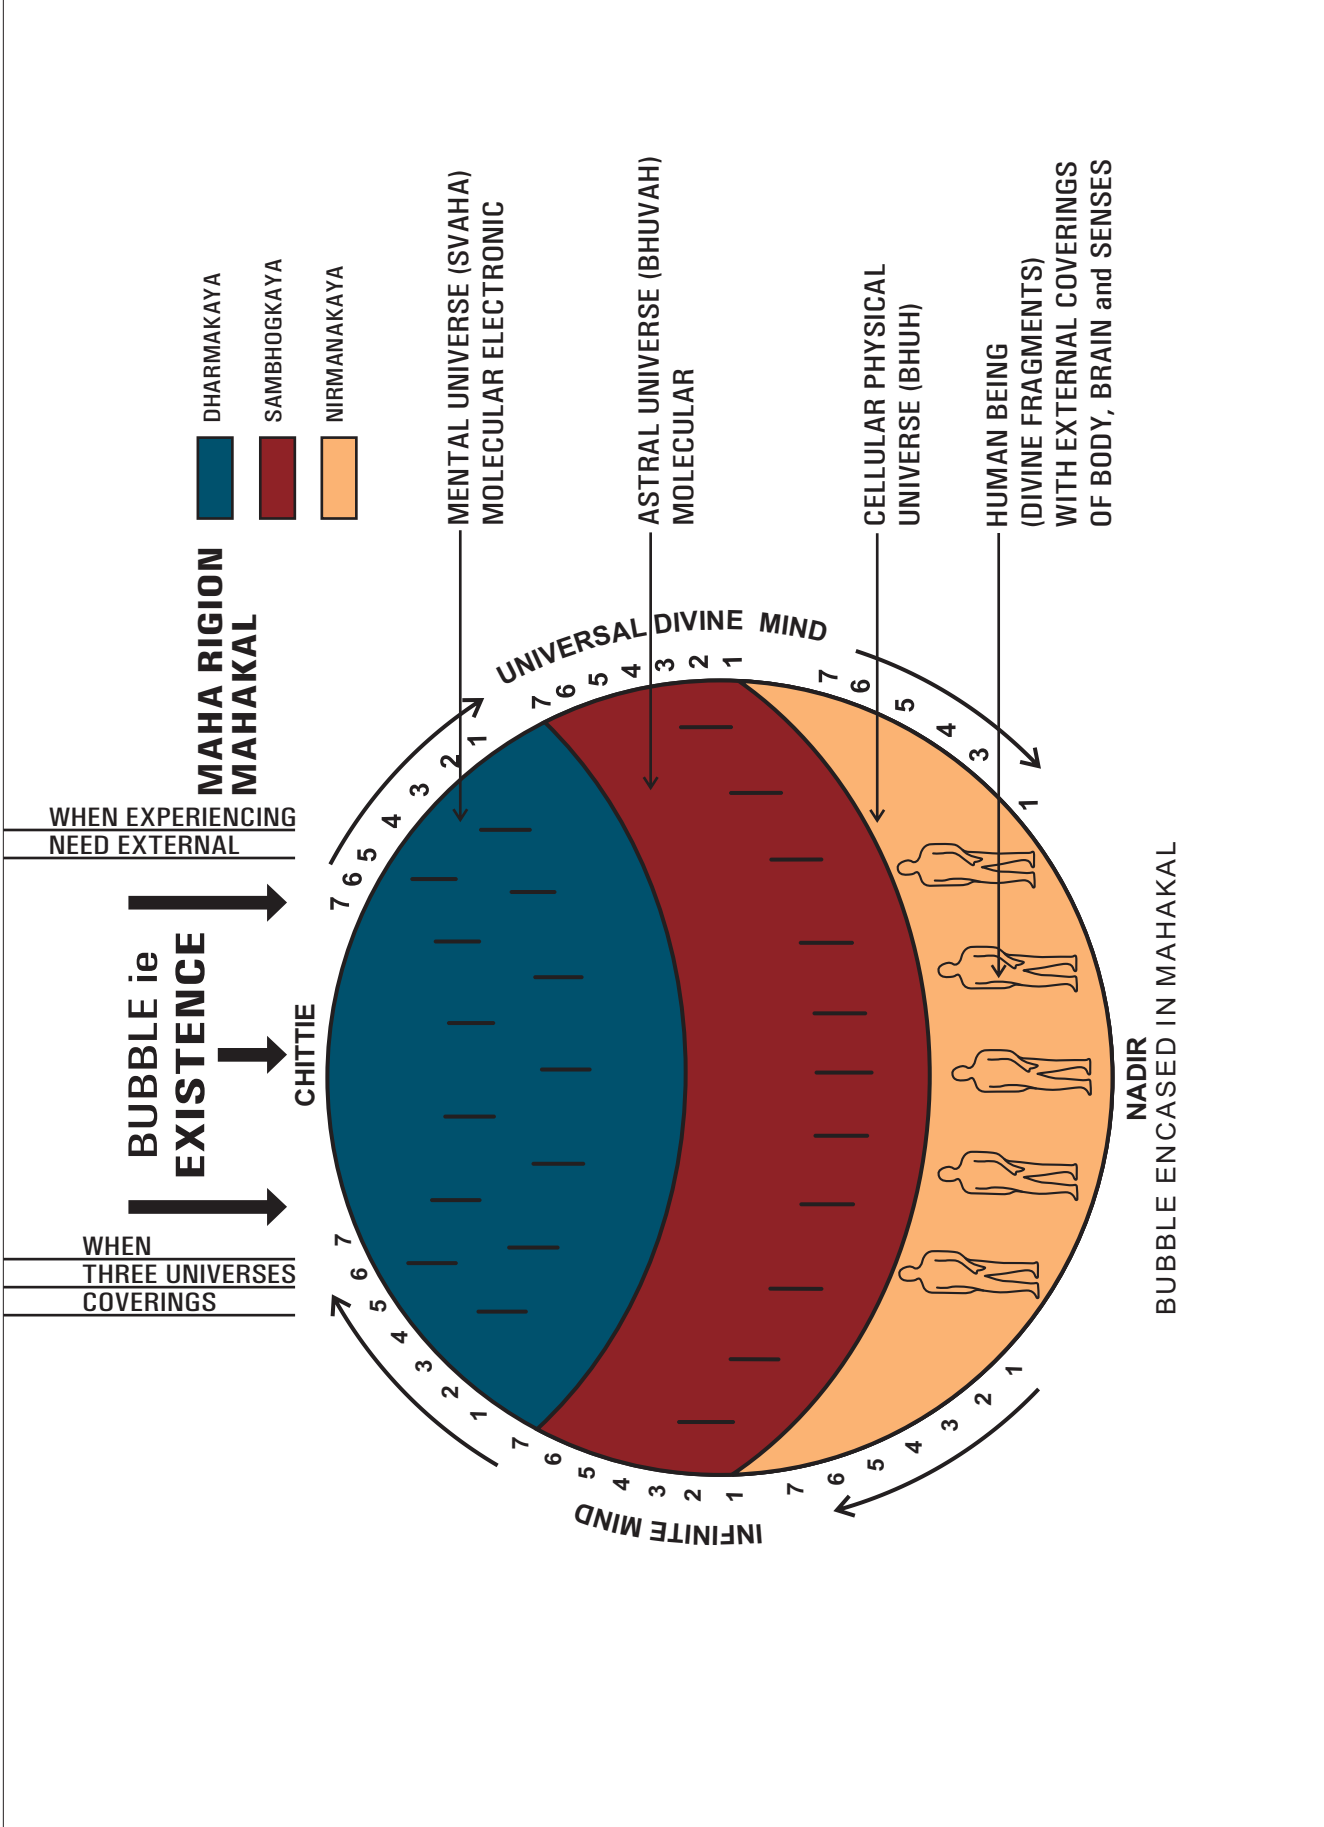 BUBBLE ie
EXISTENCE
WHEN
THREE UNIVERSES
COVERINGS
WHEN EXPERIENCING
NEED EXTERNAL
MAHA RIGION
MAHAKAL
DHARMAKAYA
SAMBHOGKAYA
NIRMANAKAYA
CHITTIE
7
6
5
4
3
2
1
7
6
5
4
3
2
1
7
6
5
4
3
2
1
INFINITE MIND
7
6
5
4
3
2
1
7
6
5
4
3
2
1
7
6
5
4
3
1
UNIVERSAL DIVINE MIND
MENTAL UNIVERSE (SVAHA)
MOLECULAR ELECTRONIC
ASTRAL UNIVERSE (BHUVAH)
MOLECULAR
CELLULAR PHYSICAL
UNIVERSE (BHUH)
HUMAN BEING
(DIVINE FRAGMENTS)
WITH EXTERNAL COVERINGS
OF BODY, BRAIN and SENSES
NADIR
BUBBLE ENCASED IN MAHAKAL